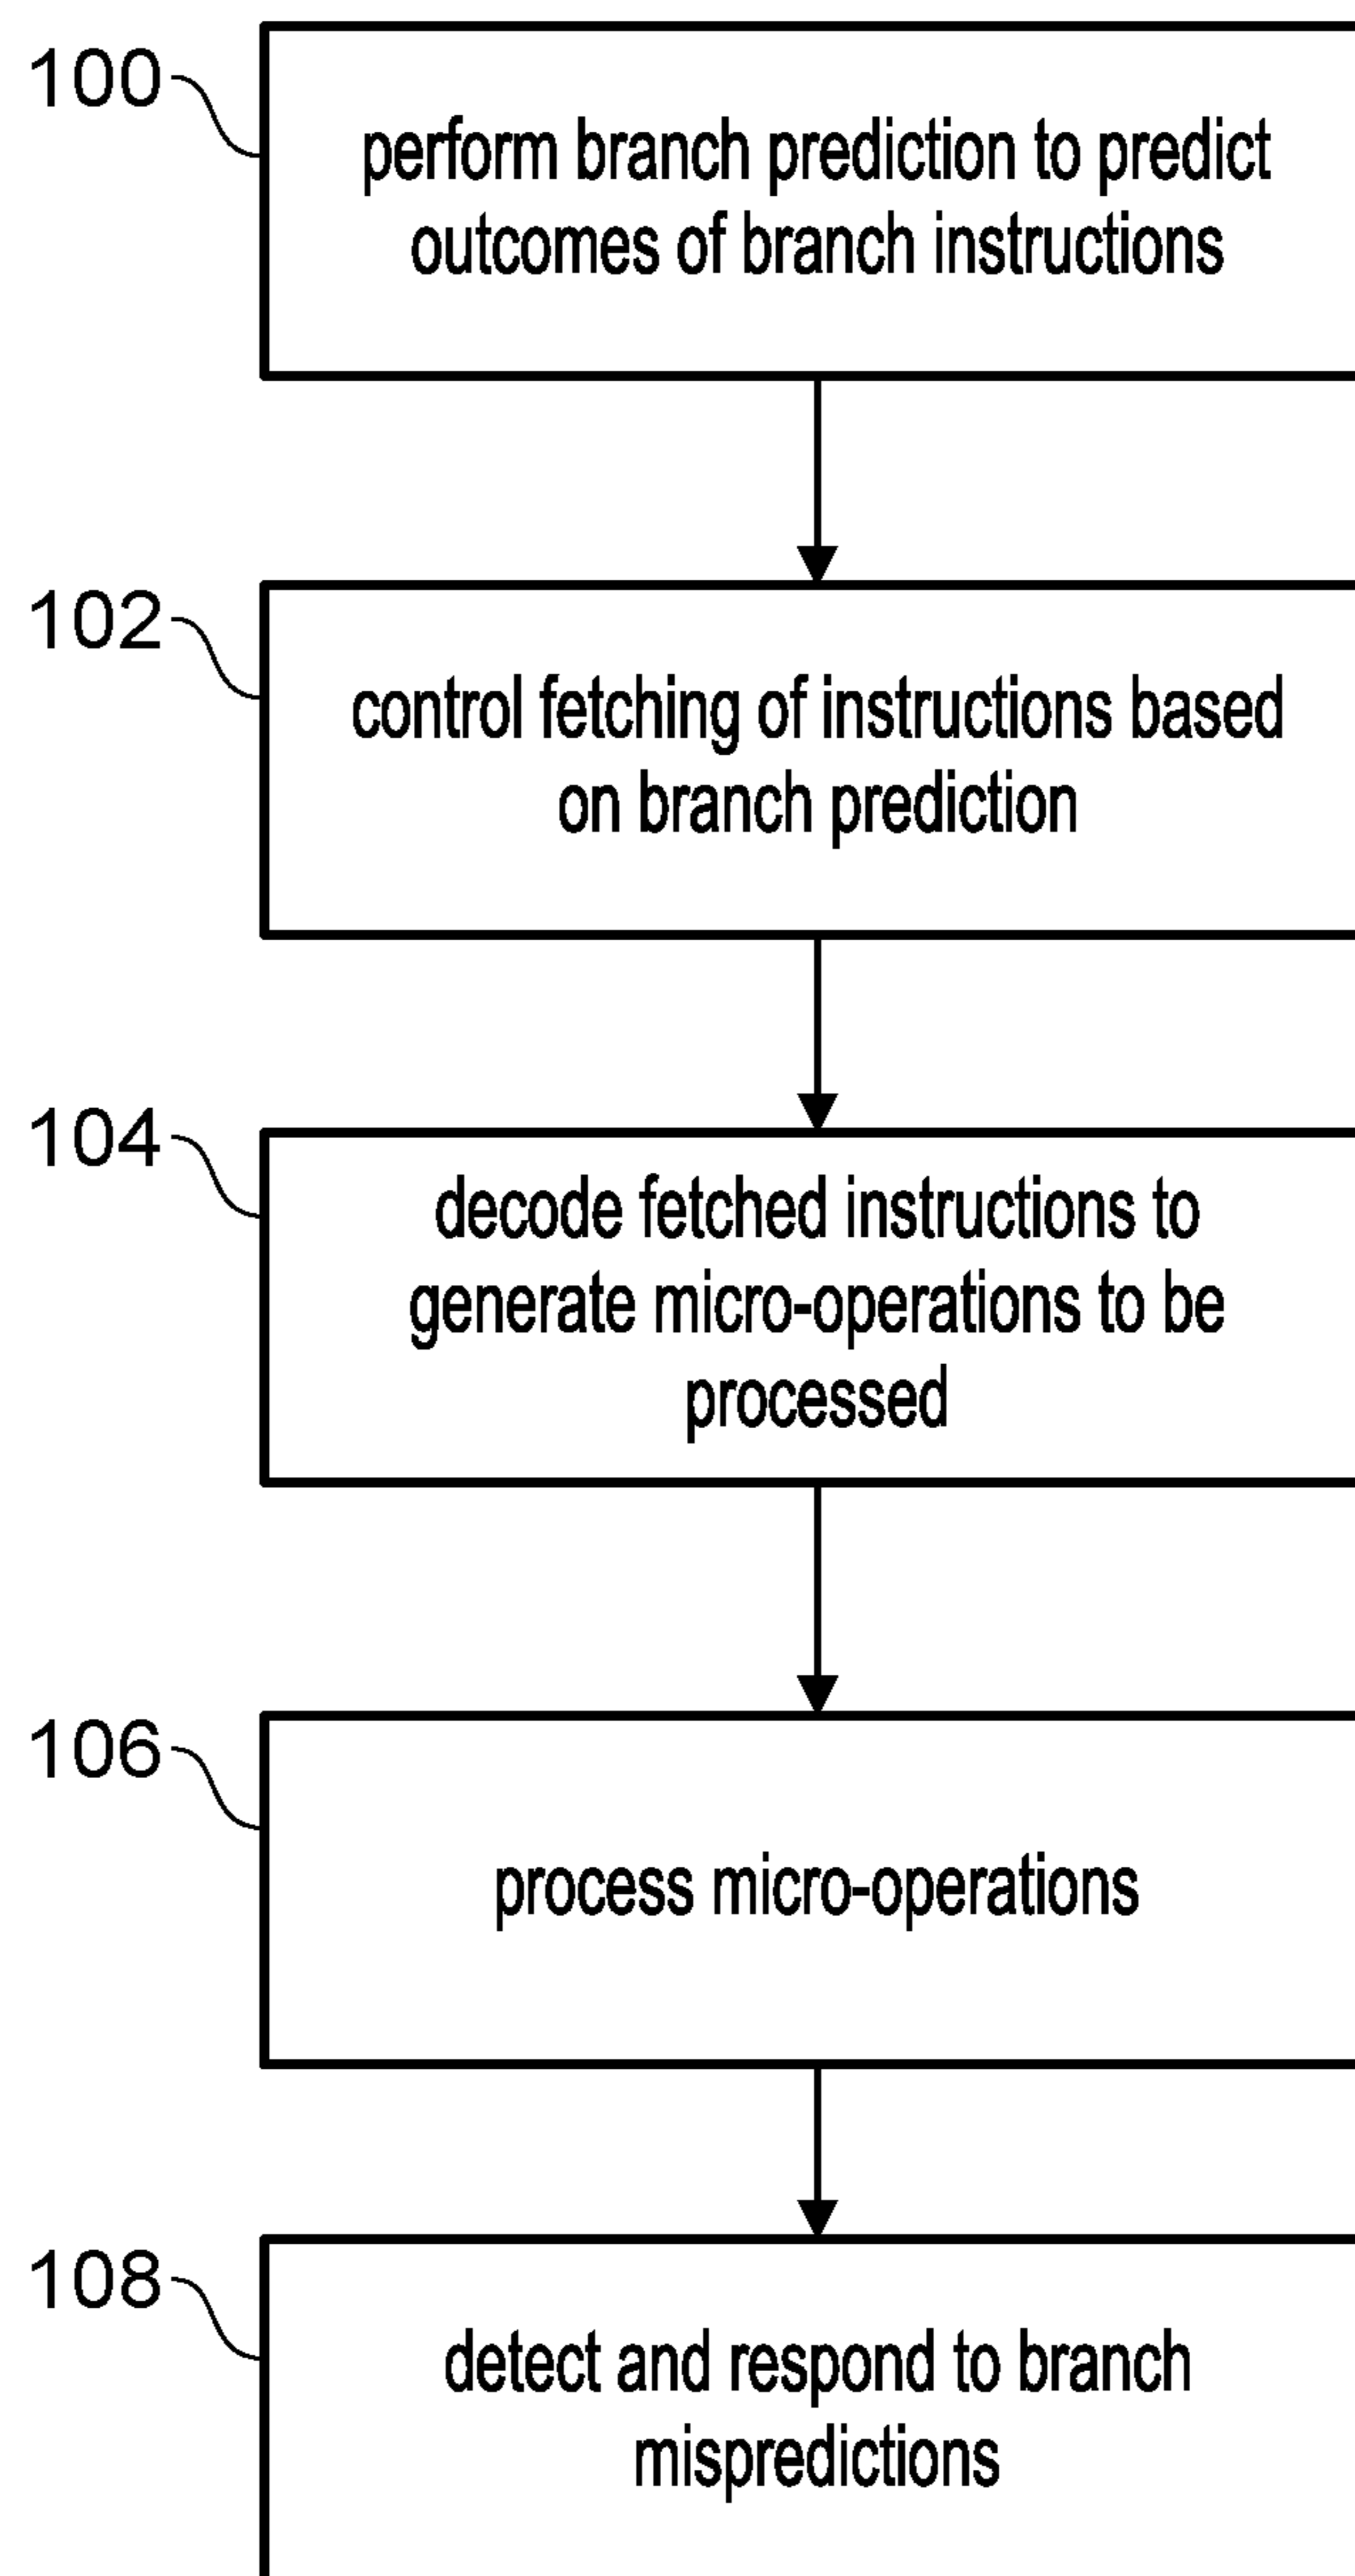 100
perform branch prediction to predict
outcomes of branch instructions
102
control fetching of instructions based
on branch prediction
104
decode fetched instructions to
generate micro-operations to be
processed
106
process micro-operations
108
detect and respond to branch
mispredictions